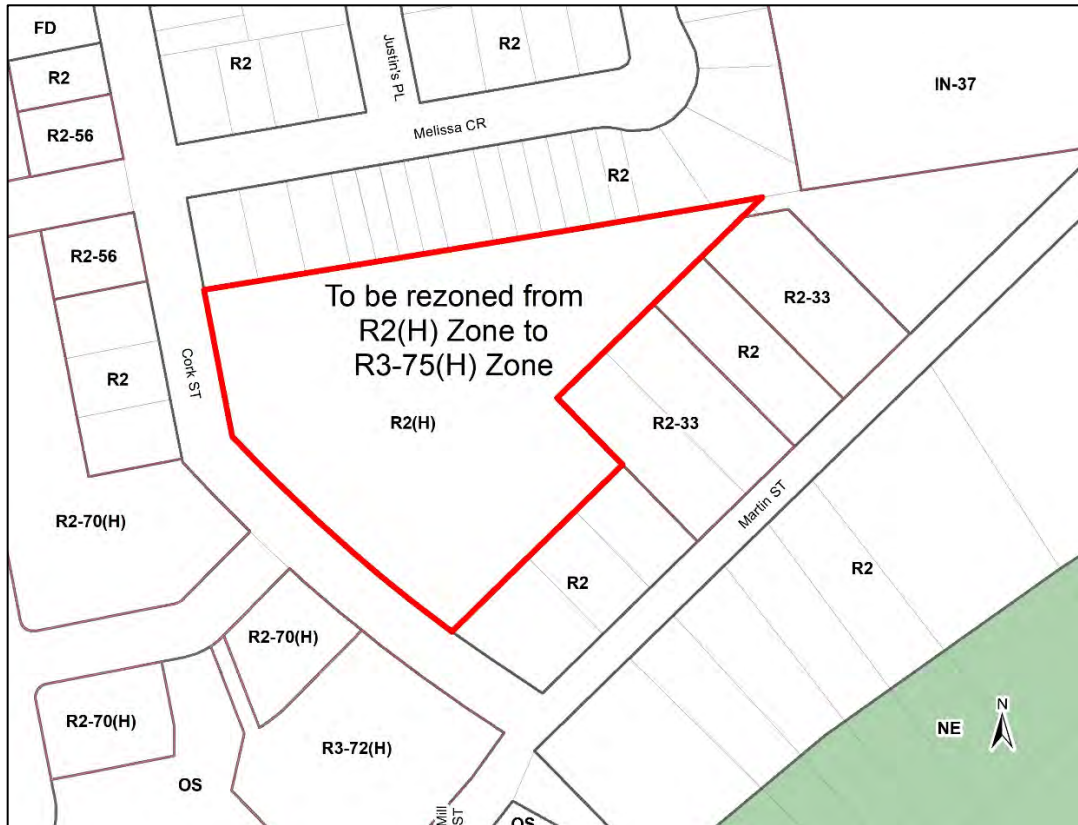 FD
R2
R2
R2
R2-56
Justin's PL
Melissa CR
IN-37
R2
R2-56
R2
Cork ST
To be rezoned from
R2(H) Zone to
R3-75(H) Zone
R2(H)
R2-33
R2
R2-33
Martin ST
R2-70(H)
R2
R2
R2-70(H)
R2-70(H)
R3-72(H)
OS
Mill
ST
OS
NE
N